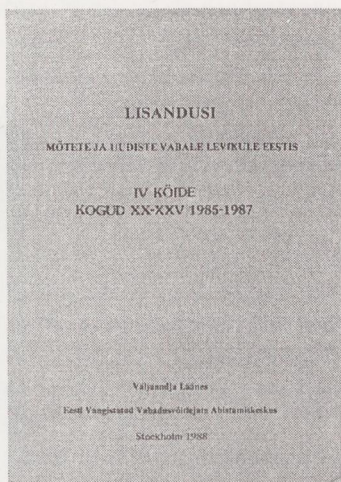 LISANDUSI
MÕTETE JA UUDISTE VABALE LEVIKULE EESTIS
IV KÖIDE
KOGUD XX-XXV 1985-1987
Väljaandja Läänes
Eesti Vangistatud Vabadusvõitlejate Abistamiskeskus
Stockholm 1988